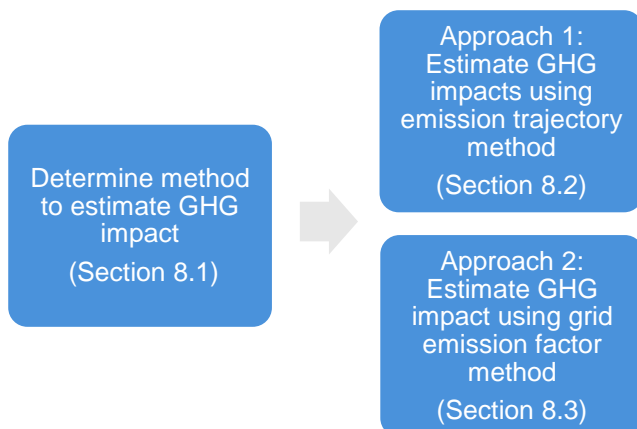 Determine method
to estimate GHG
impact
(Section 8.1)
Approach 1:
Estimate GHG
impacts using
emission trajectory
method
(Section 8.2)
Approach 2:
Estimate GHG
impact using grid
emission factor
method
(Section 8.3)